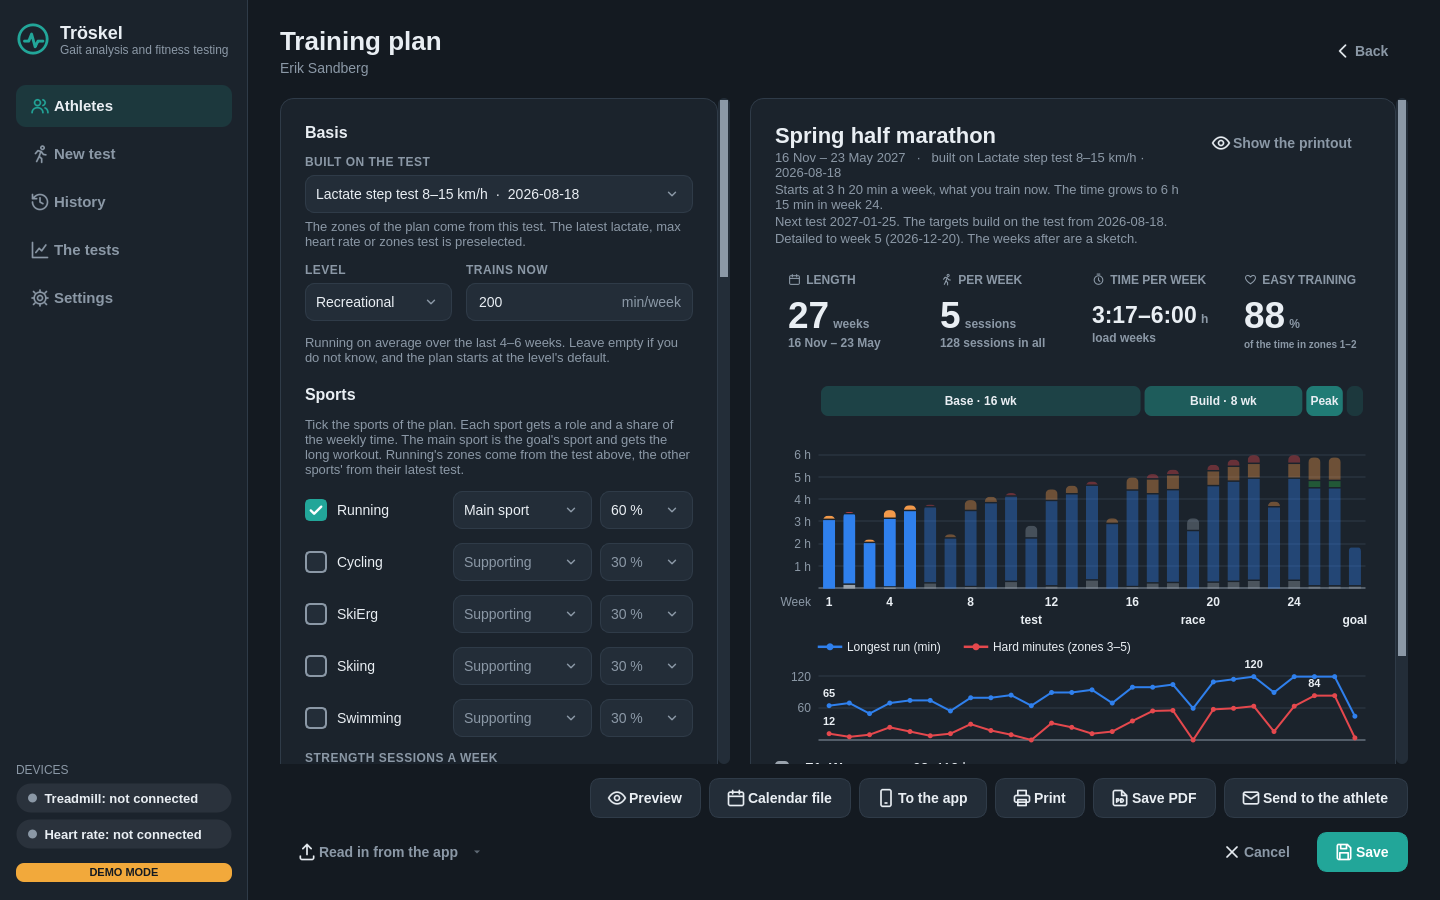 Tröskel
Gait analysis and fitness testing
Athletes
New test
History
The tests
Settings
DEVICES
Treadmill: not connected
Heart rate: not connected
DEMO MODE
Training plan
Erik Sandberg
Back
Basis
BUILT ON THE TEST
Lactate step test 8–15 km/h · 2026-08-18
The zones of the plan come from this test. The latest lactate, max
heart rate or zones test is preselected.
LEVEL TRAINS NOW
Recreational 200 min/week
Running on average over the last 4–6 weeks. Leave empty if you
do not know, and the plan starts at the level's default.
Sports
Tick the sports of the plan. Each sport gets a role and a share of
the weekly time. The main sport is the goal's sport and gets the
long workout. Running's zones come from the test above, the other
sports' from their latest test.
Running Main sport 60 %
Cycling Supporting 30 %
SkiErg Supporting 30 %
Skiing Supporting 30 %
Swimming Supporting 30 %
STRENGTH SESSIONS A WEEK
Spring half marathon
Show the printout
16 Nov – 23 May 2027 · built on Lactate step test 8–15 km/h ·
2026-08-18
Starts at 3 h 20 min a week, what you train now. The time grows to 6 h
15 min in week 24.
Next test 2027-01-25. The targets build on the test from 2026-08-18.
Detailed to week 5 (2026-12-20). The weeks after are a sketch.
LENGTH PER WEEK TIME PER WEEK EASY TRAINING
27 weeks 5 sessions 3:17–6:00 h 88 %
16 Nov – 23 May 128 sessions in all load weeks of the time in zones 1–2
Base · 16 wk Build · 8 wk Peak
6 h
5 h
4 h
3 h
2 h
1 h
Week 1 4 8 12 16 20 24
test race goal
Longest run (min) Hard minutes (zones 3–5)
120
60
65
12
120
84
Preview Calendar file To the app Print Save PDF Send to the athlete
Read in from the app Cancel Save